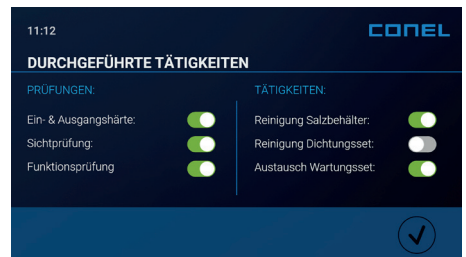 11:12
CONEL
DURCHGEFÜHRTE TÄTIGKEITEN
PRÜFUNGEN:
Ein- & Ausgangshärte:
Sichtprüfung:
Funktionsprüfung
TÄTIGKEITEN:
Reinigung Salzbehälter:
Reinigung Dichtungsset:
Austausch Wartungsset: